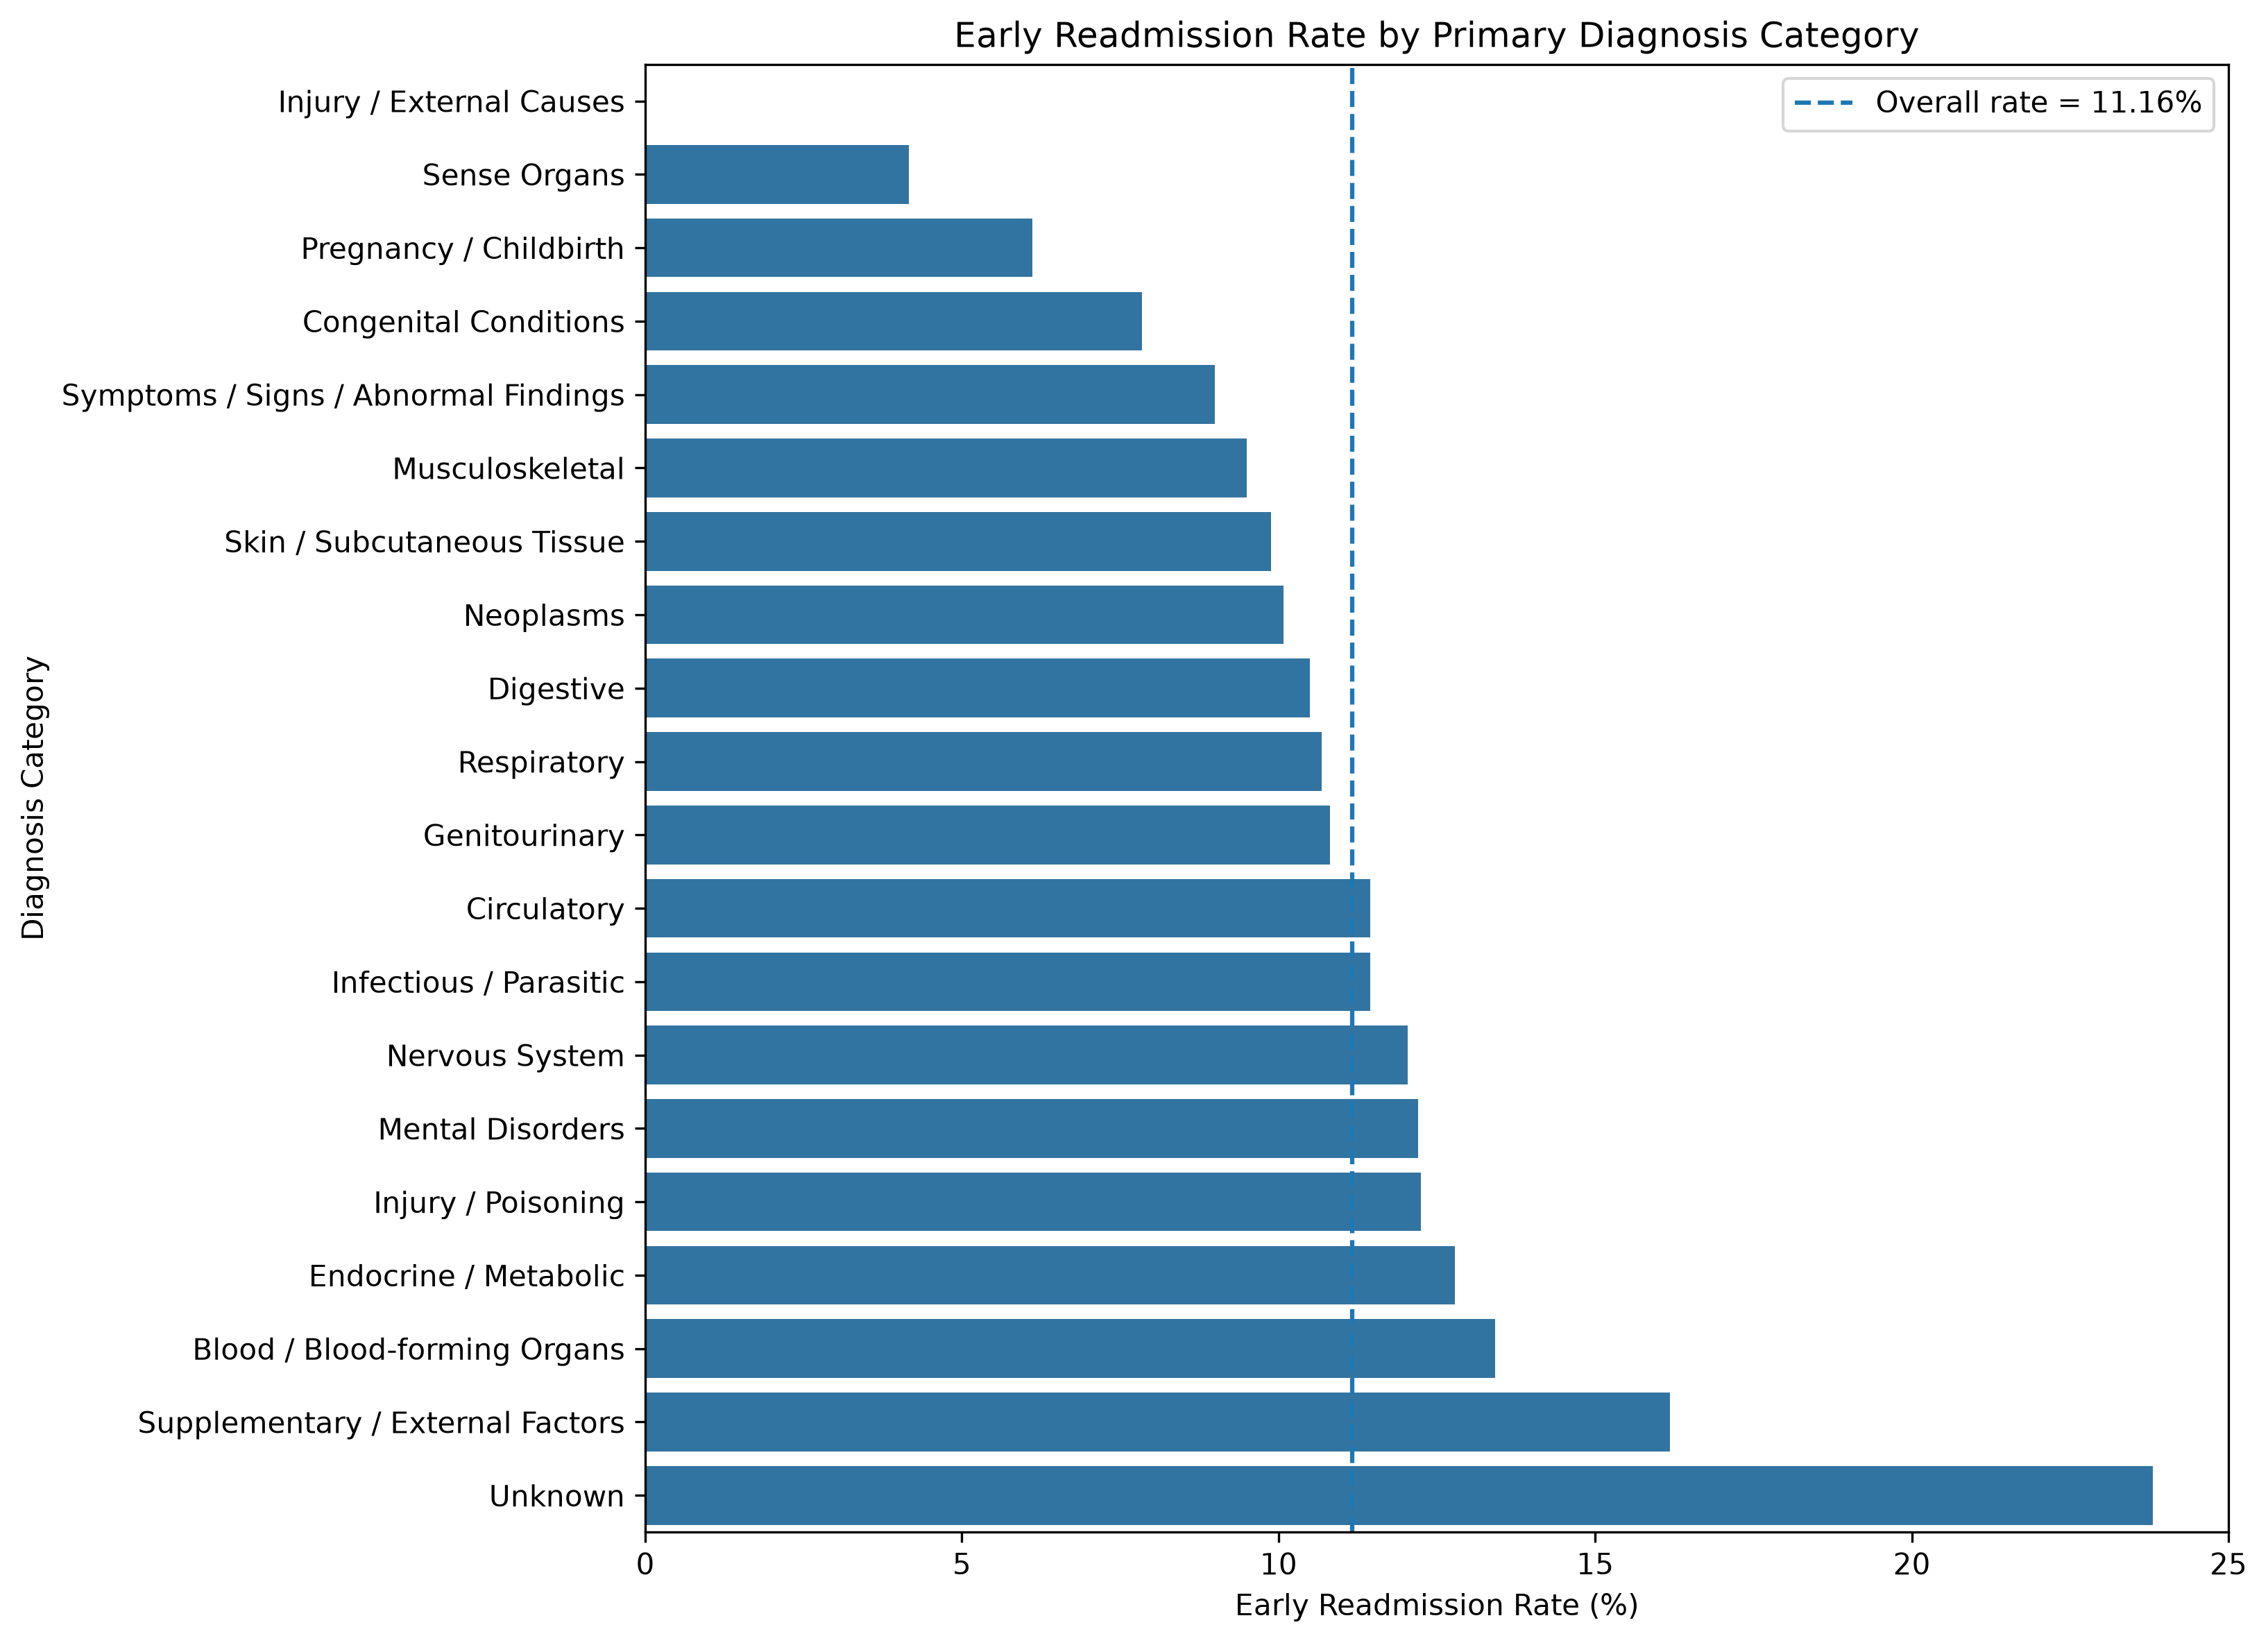 Early Readmission Rate by Primary Diagnosis Category
Overall rate = 11.16%
Diagnosis Category
Injury / External Causes
Sense Organs
Pregnancy / Childbirth
Congenital Conditions
Symptoms / Signs / Abnormal Findings
Musculoskeletal
Skin / Subcutaneous Tissue
Neoplasms
Digestive
Respiratory
Genitourinary
Circulatory
Infectious / Parasitic
Nervous System
Mental Disorders
Injury / Poisoning
Endocrine / Metabolic
Blood / Blood-forming Organs
Supplementary / External Factors
Unknown
0 5 10 15 20 25
Early Readmission Rate (%)